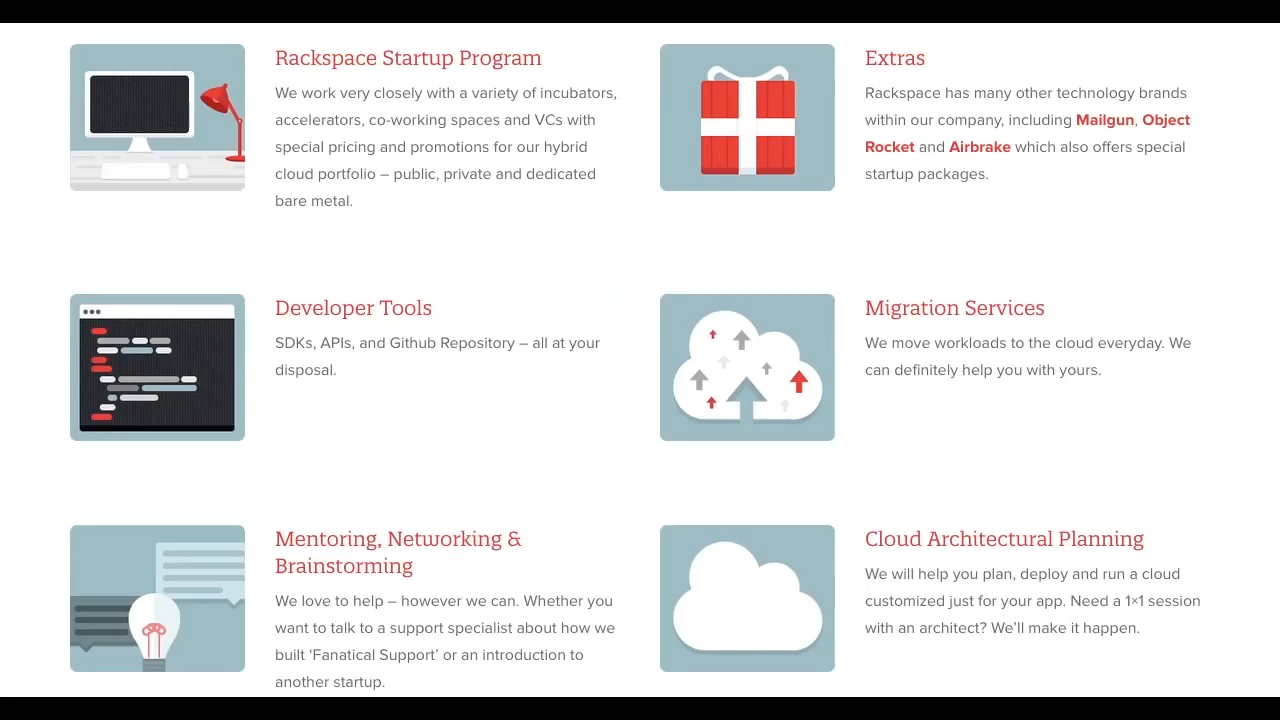 Rackspace Startup Program
We work very closely with a variety of incubators,
accelerators, co-working spaces and VCs with
special pricing and promotions for our hybrid
cloud portfolio – public, private and dedicated
bare metal.
Extras
Rackspace has many other technology brands
within our company, including Mailgun, Object
Rocket and Airbrake which also offers special
startup packages.
Developer Tools
SDKs, APIs, and Github Repository – all at your
disposal.
Migration Services
We move workloads to the cloud everyday. We
can definitely help you with yours.
Mentoring, Networking &
Brainstorming
We love to help – however we can. Whether you
want to talk to a support specialist about how we
built ‘Fanatical Support’ or an introduction to
another startup.
Cloud Architectural Planning
We will help you plan, deploy and run a cloud
customized just for your app. Need a 1×1 session
with an architect? We’ll make it happen.